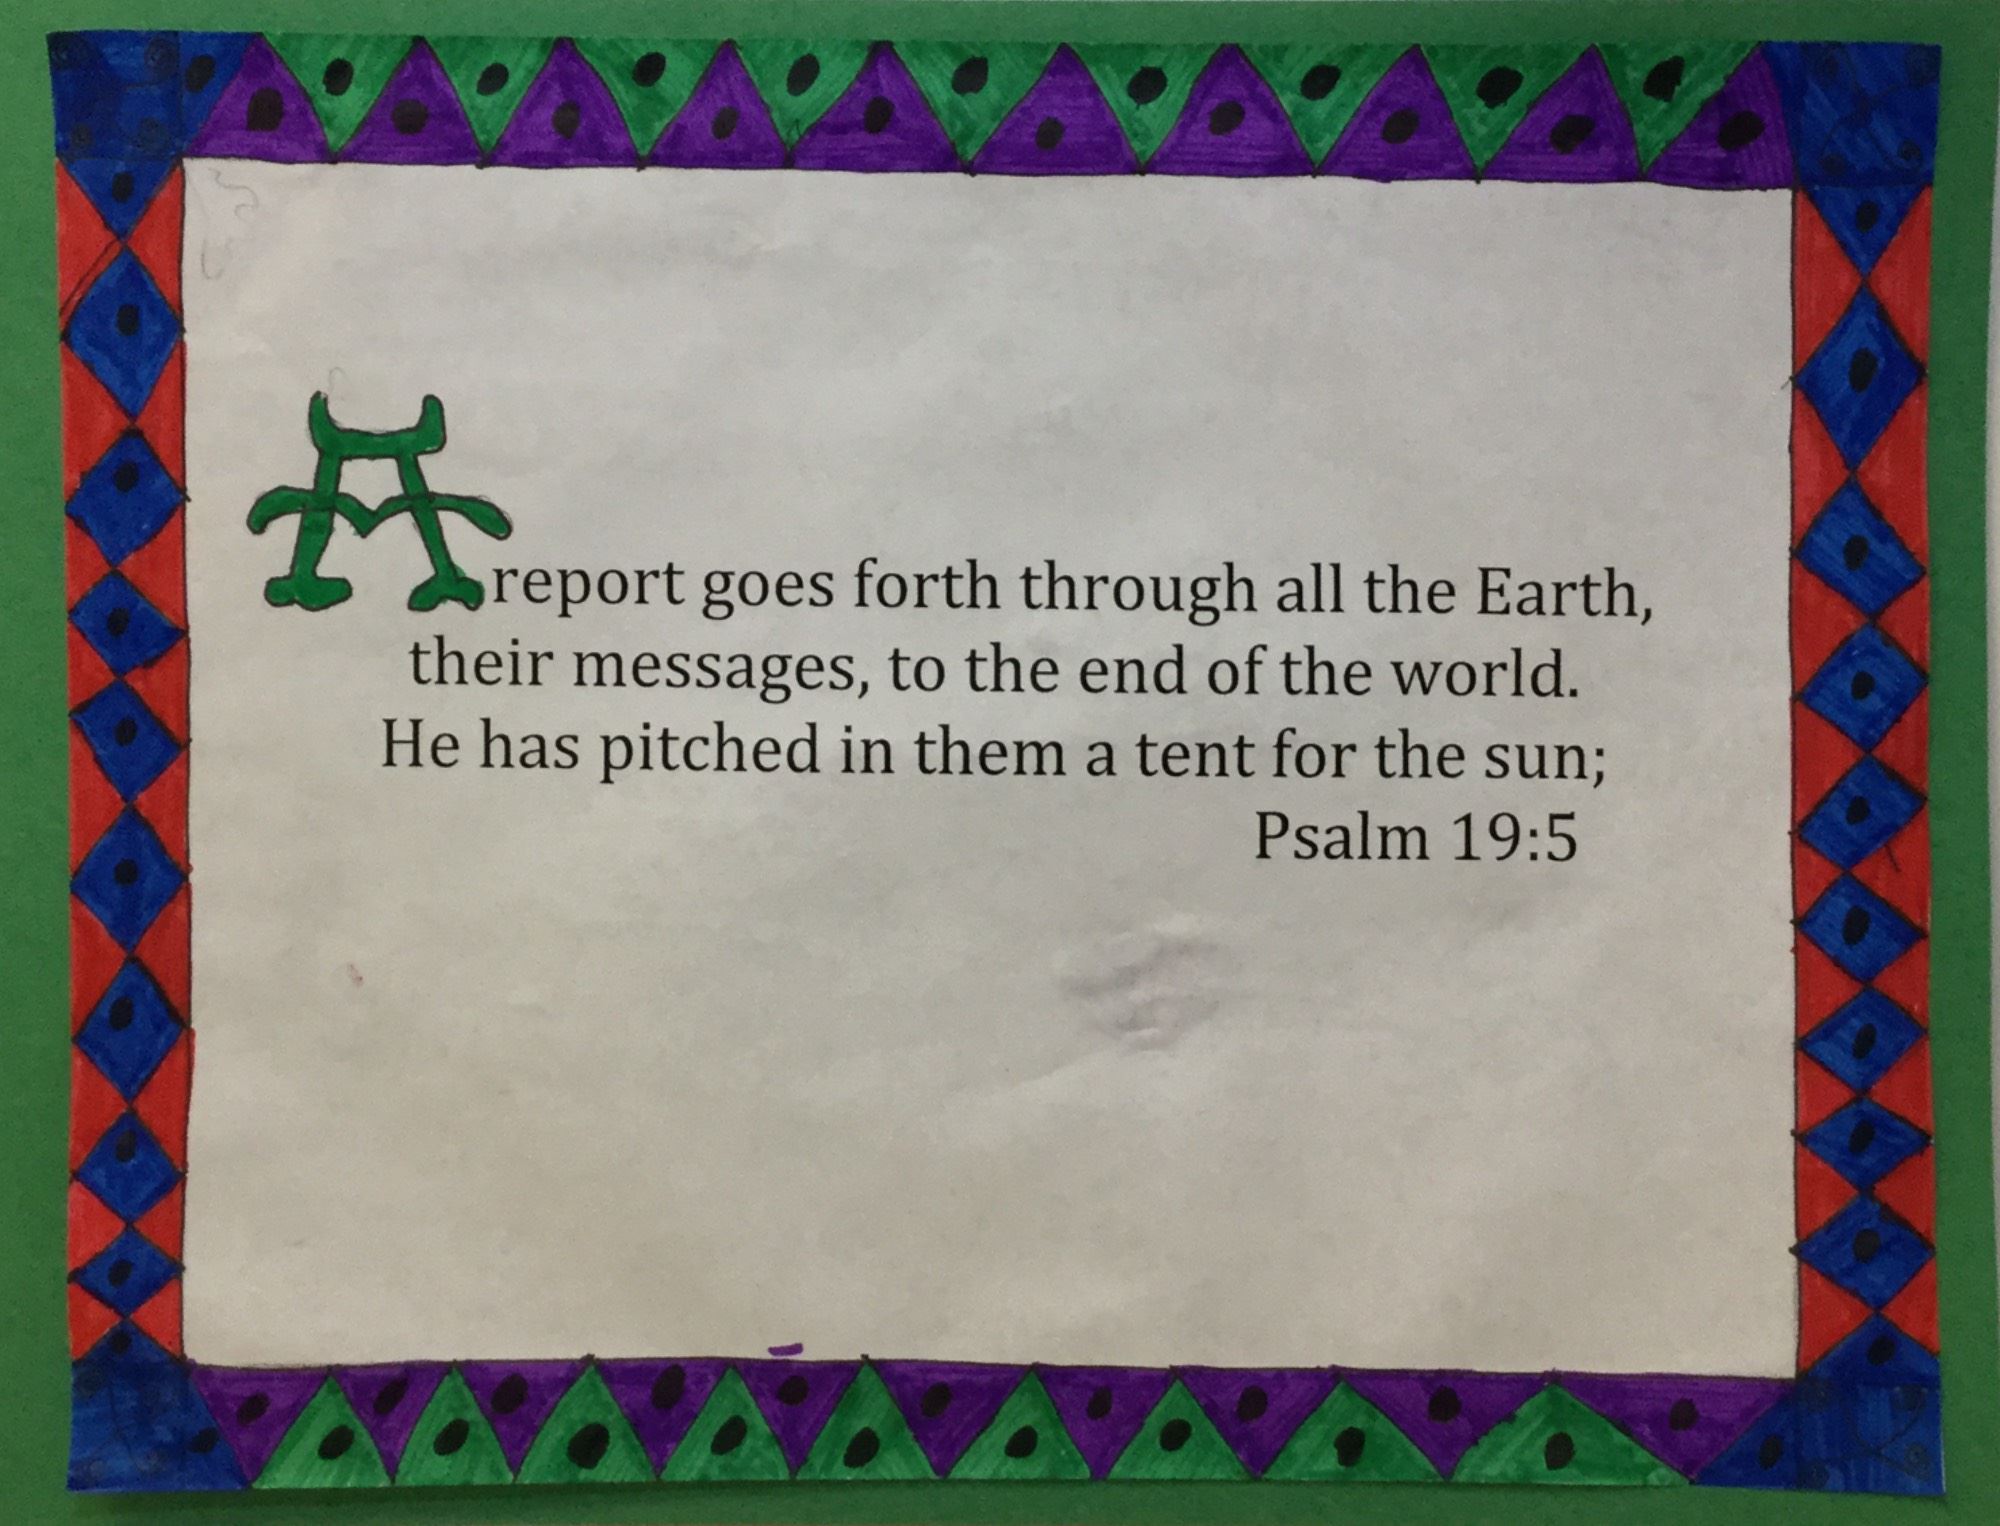 A report goes forth through all the Earth,
their messages, to the end of the world.
He has pitched in them a tent for the sun;
Psalm 19:5